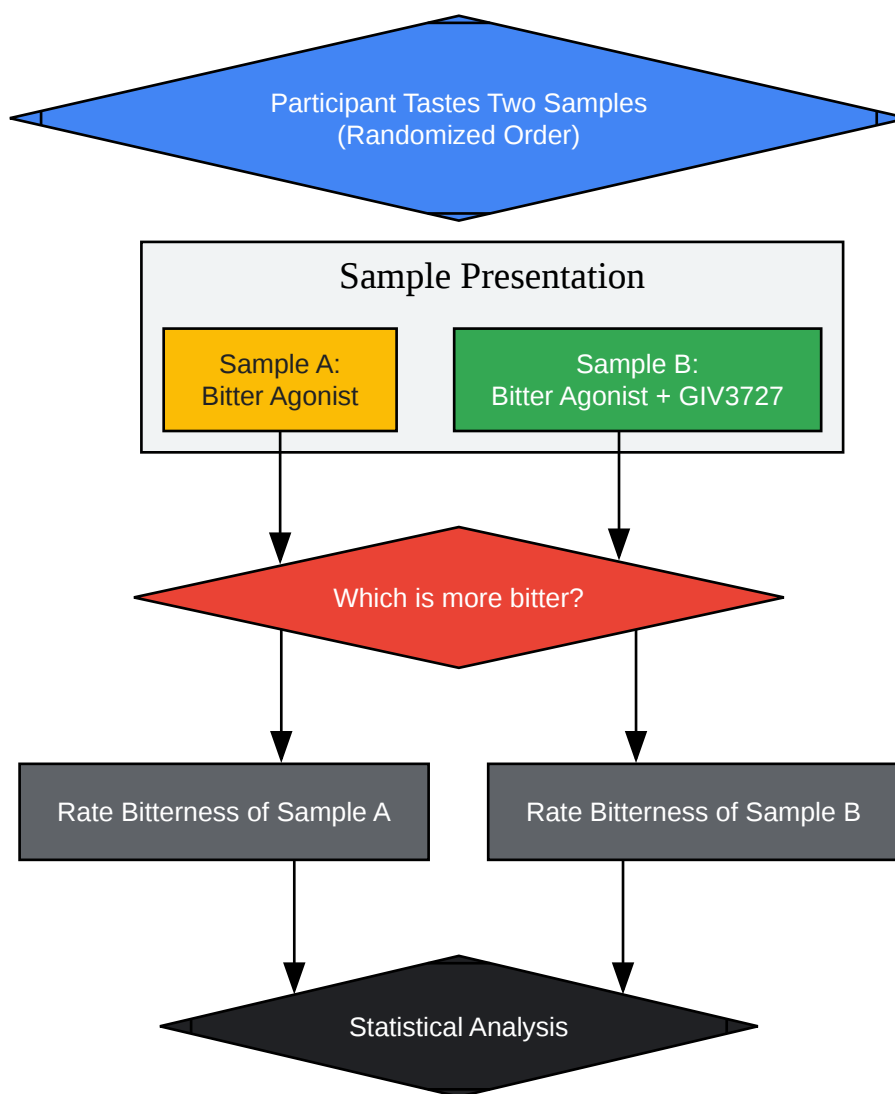 Participant Tastes Two Samples
(Randomized Order)
Sample Presentation
Sample A:
Bitter Agonist
Sample B:
Bitter Agonist + GIV3727
Which is more bitter?
Rate Bitterness of Sample A
Rate Bitterness of Sample B
Statistical Analysis